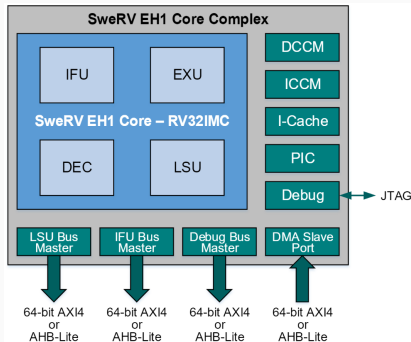 SweRV EH1 Core Complex
IFU
EXU
SweRV EH1 Core – RV32IMC
DEC
LSU
DCCM
ICCM
I-Cache
PIC
Debug
JTAG
LSU Bus
Master
IFU Bus
Master
Debug Bus
Master
DMA Slave
Port
64-bit AXI4
or
AHB-Lite
64-bit AXI4
or
AHB-Lite
64-bit AXI4
or
AHB-Lite
64-bit AXI4
or
AHB-Lite